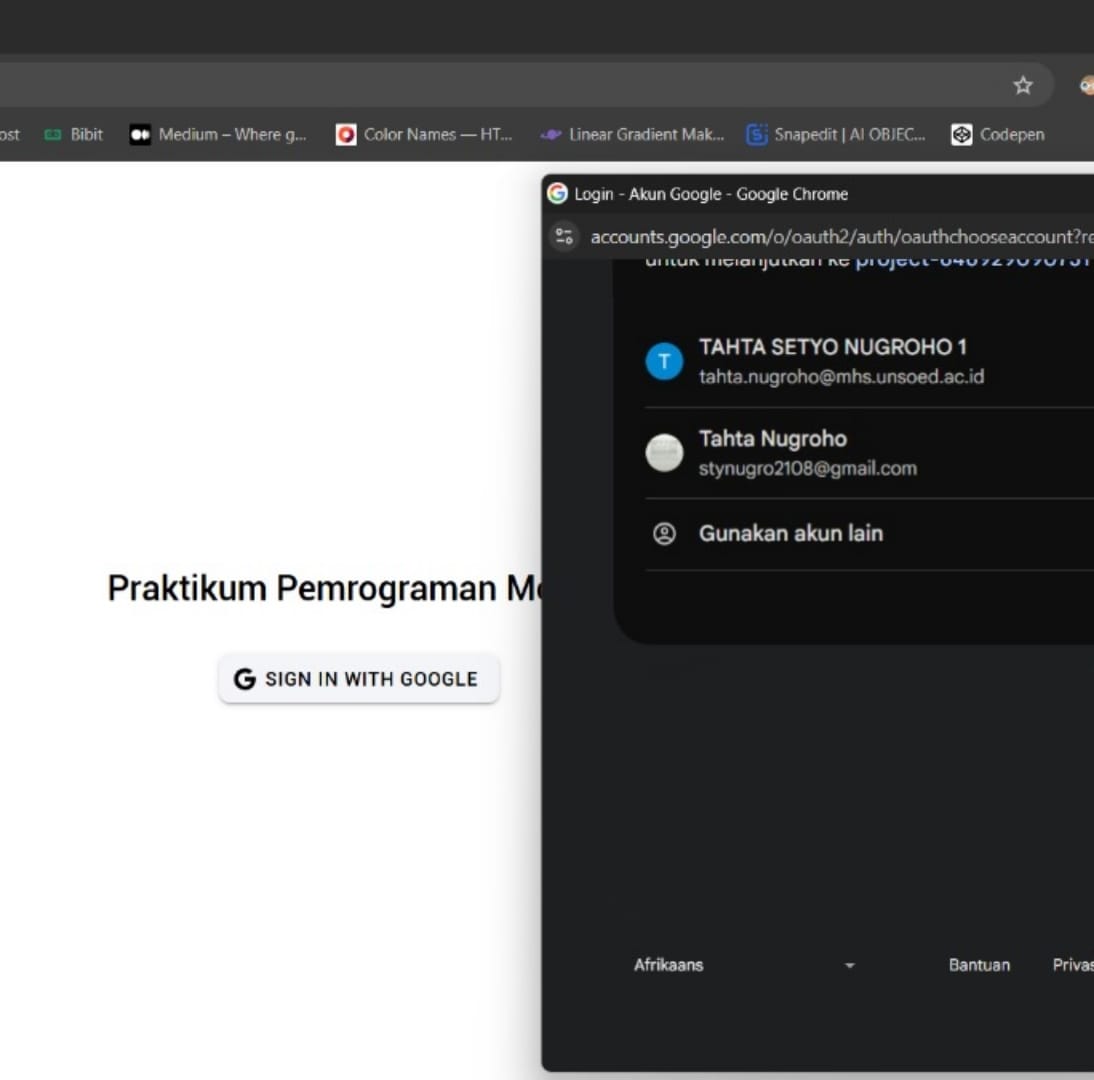 ost Bibit Medium – Where g... Color Names — HT... Linear Gradient Mak... Snapedit | AI OBJEC... Codepen
Login - Akun Google - Google Chrome
accounts.google.com/o/oauth2/auth/oauthchooseaccount?re
untuk melanjutkan ke project-646929090751
TAHTA SETYO NUGROHO 1
tahta.nugroho@mhs.unsoed.ac.id
Tahta Nugroho
stynugro2108@gmail.com
Gunakan akun lain
Praktikum Pemrograman Mo
G SIGN IN WITH GOOGLE
Afrikaans Bantuan Privas